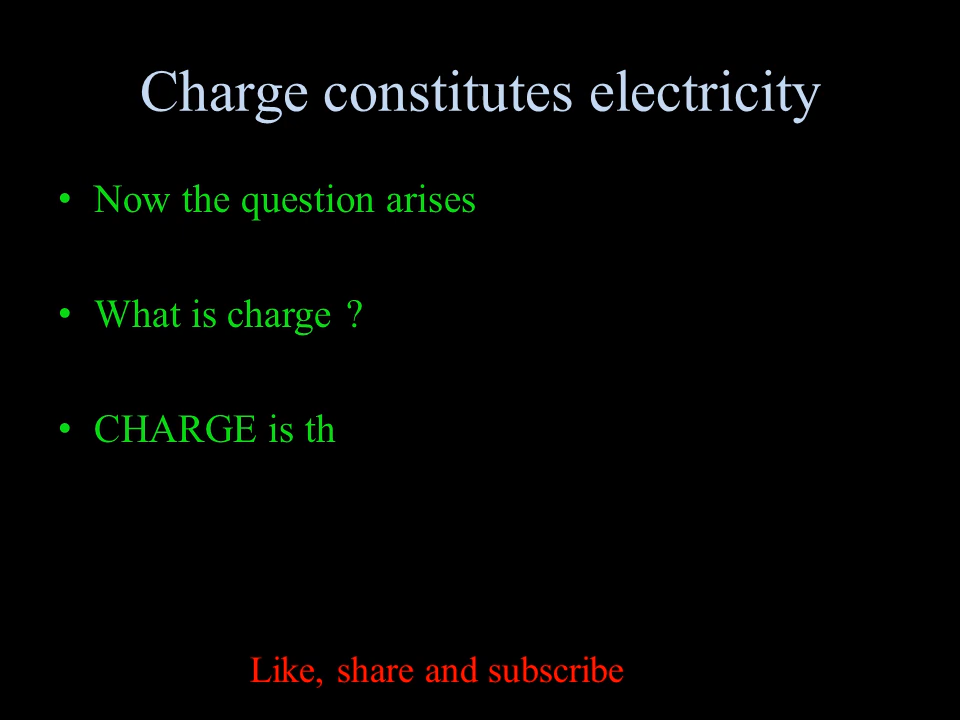 Charge constitutes electricity
• Now the question arises
• What is charge ?
• CHARGE is th
Like, share and subscribe